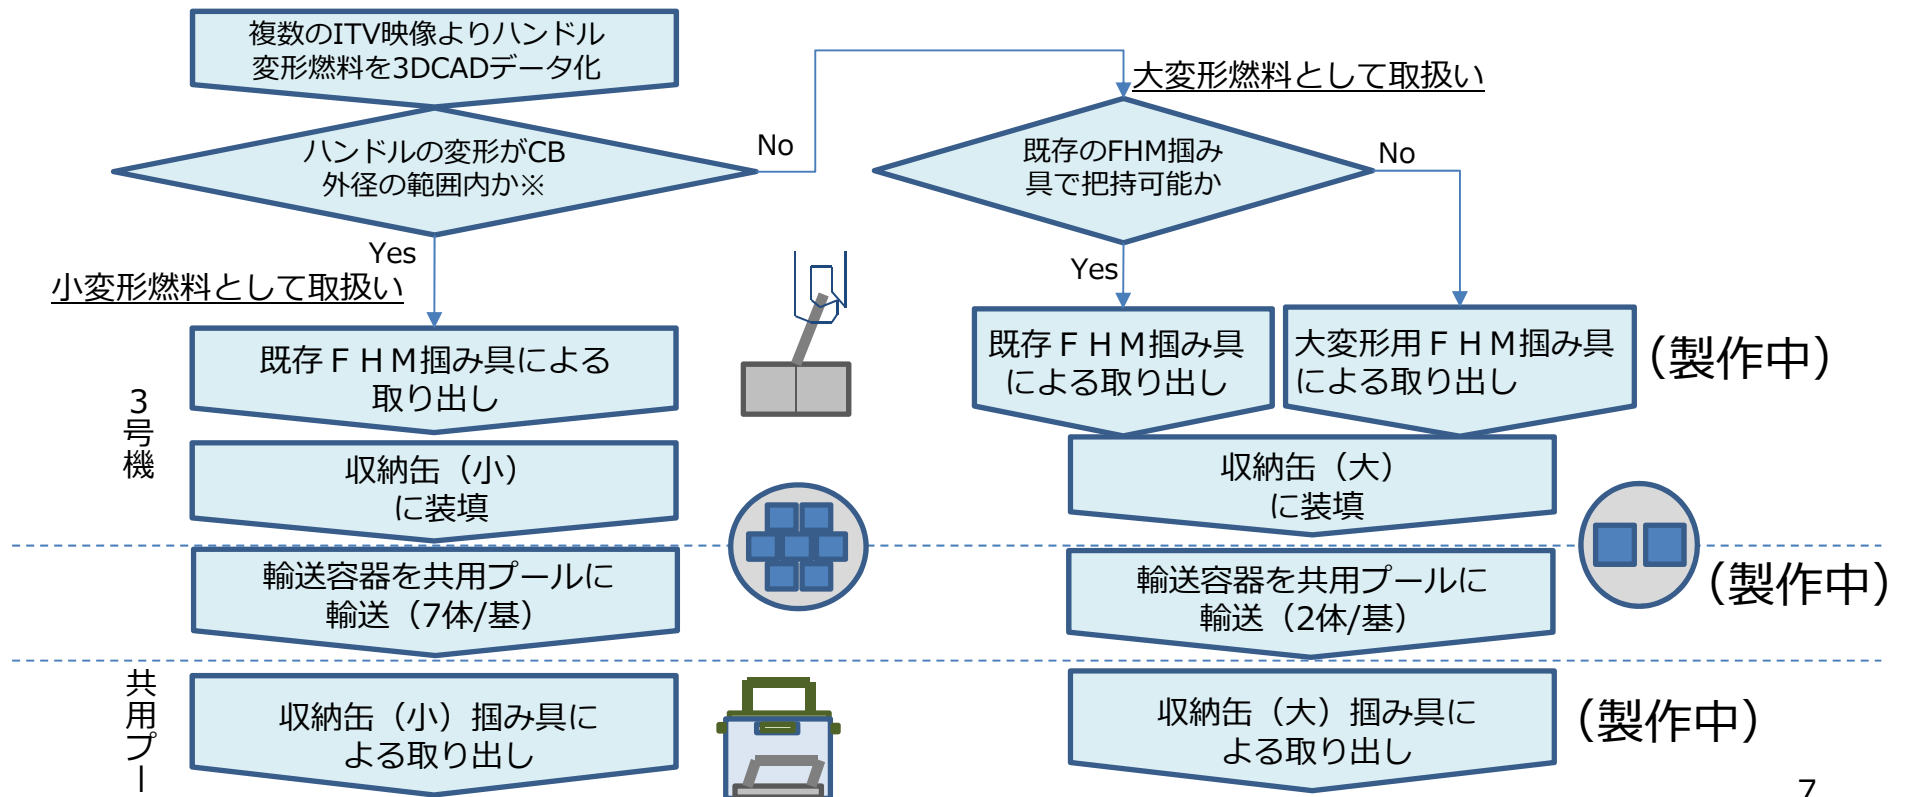 複数のITV映像よりハンドル
変形燃料を3DCADデータ化
ハンドルの変形がCB
外径の範囲内か※
No
Yes
小変形燃料として取扱い
大変形燃料として取扱い
既存のFHM掴み
具で把持可能か
No
Yes
3号機
既存ＦＨＭ掴み具による
取り出し
既存ＦＨＭ掴み具
による取り出し
大変形用ＦＨＭ掴み具
による取り出し
（製作中）
収納缶（小）
に装填
収納缶（大）
に装填
輸送容器を共用プールに
輸送（7体/基）
輸送容器を共用プールに
輸送（2体/基）
（製作中）
共用プー
収納缶（小）掴み具に
よる取り出し
収納缶（大）掴み具に
よる取り出し
（製作中）
7